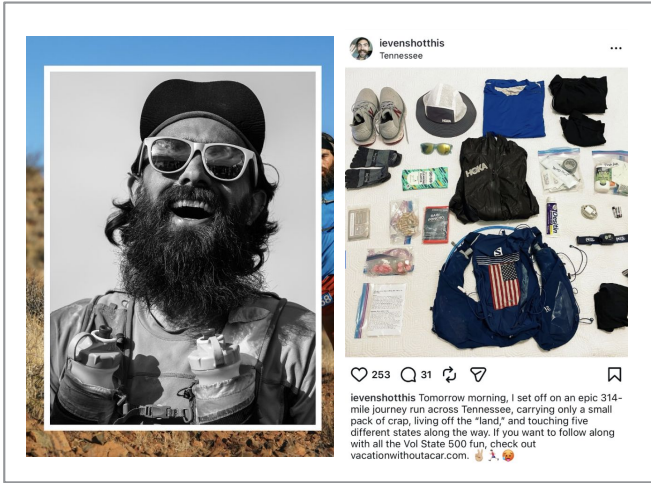 ievenshotthis
Tennessee
HOKA
HOKA
253
31
ievenshotthis Tomorrow morning, I set off on an epic 314-
mile journey run across Tennessee, carrying only a small
pack of crap, living off the “land,” and touching five
different states along the way. If you want to follow along
with all the Vol State 500 fun, check out
vacationwithoutacar.com. ✌🏼🏃🏻‍♂️🥵